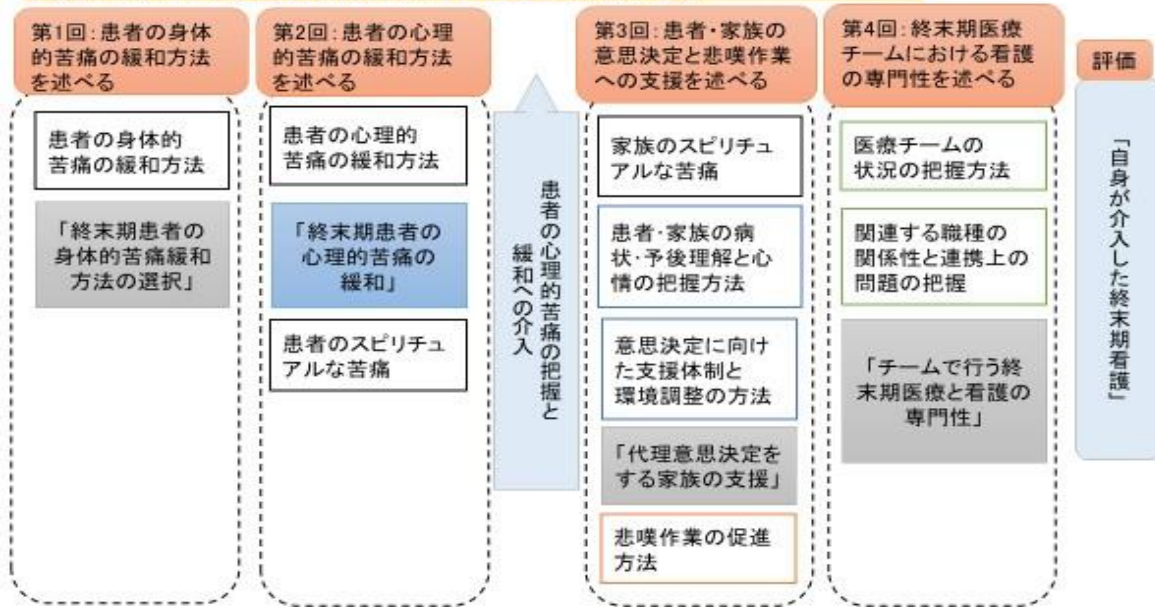 第1回：患者の身体
的苦痛の緩和方法
を述べる
患者の身体的
苦痛の緩和方法
「終末期患者の
身体的苦痛緩和
方法の選択」
第2回：患者の心理
的苦痛の緩和方法
を述べる
患者の心理的
苦痛の緩和方法
「終末期患者の
心理的苦痛の
緩和」
患者のスピリチュ
アルな苦痛
患者の心理的苦痛の把握と
緩和への介入
第3回：患者・家族の
意思決定と悲嘆作業
への支援を述べる
家族のスピリチュ
アルな苦痛
患者・家族の病
状・予後理解と心
情の把握方法
意思決定に向け
た支援体制と
環境調整の方法
「代理意思決定を
する家族の支援」
悲嘆作業の促進
方法
第4回：終末期医療
チームにおける看護
の専門性を述べる
医療チームの
状況の把握方法
関連する職種の
関係性と連携上の
問題の把握
「チームで行う終
末期医療と看護の
専門性」
評価
「自身が介入した終末期看護」